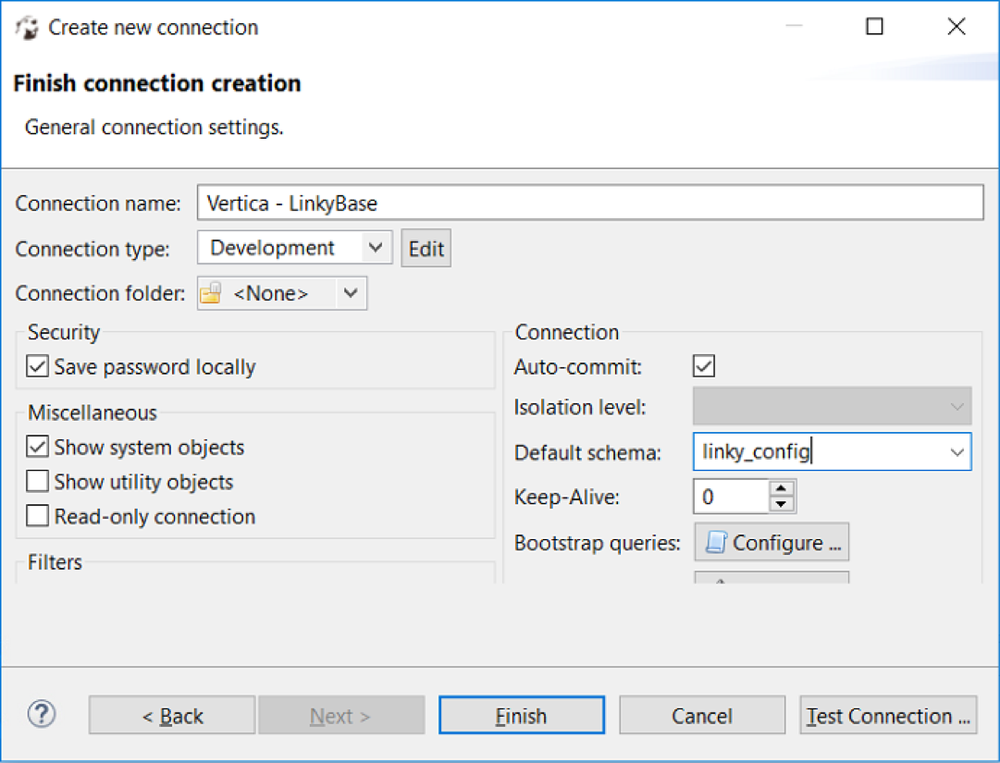 Create new connection
Finish connection creation
General connection settings.
Connection name: Vertica - LinkyBase
Connection type: Development Edit
Connection folder: <None>
Security
Save password locally
Miscellaneous
Show system objects
Show utility objects
Read-only connection
Filters
Connection
Auto-commit:
Isolation level:
Default schema: linky_config
Keep-Alive: 0
Bootstrap queries: Configure ...
? < Back Next > Finish Cancel Test Connection ...